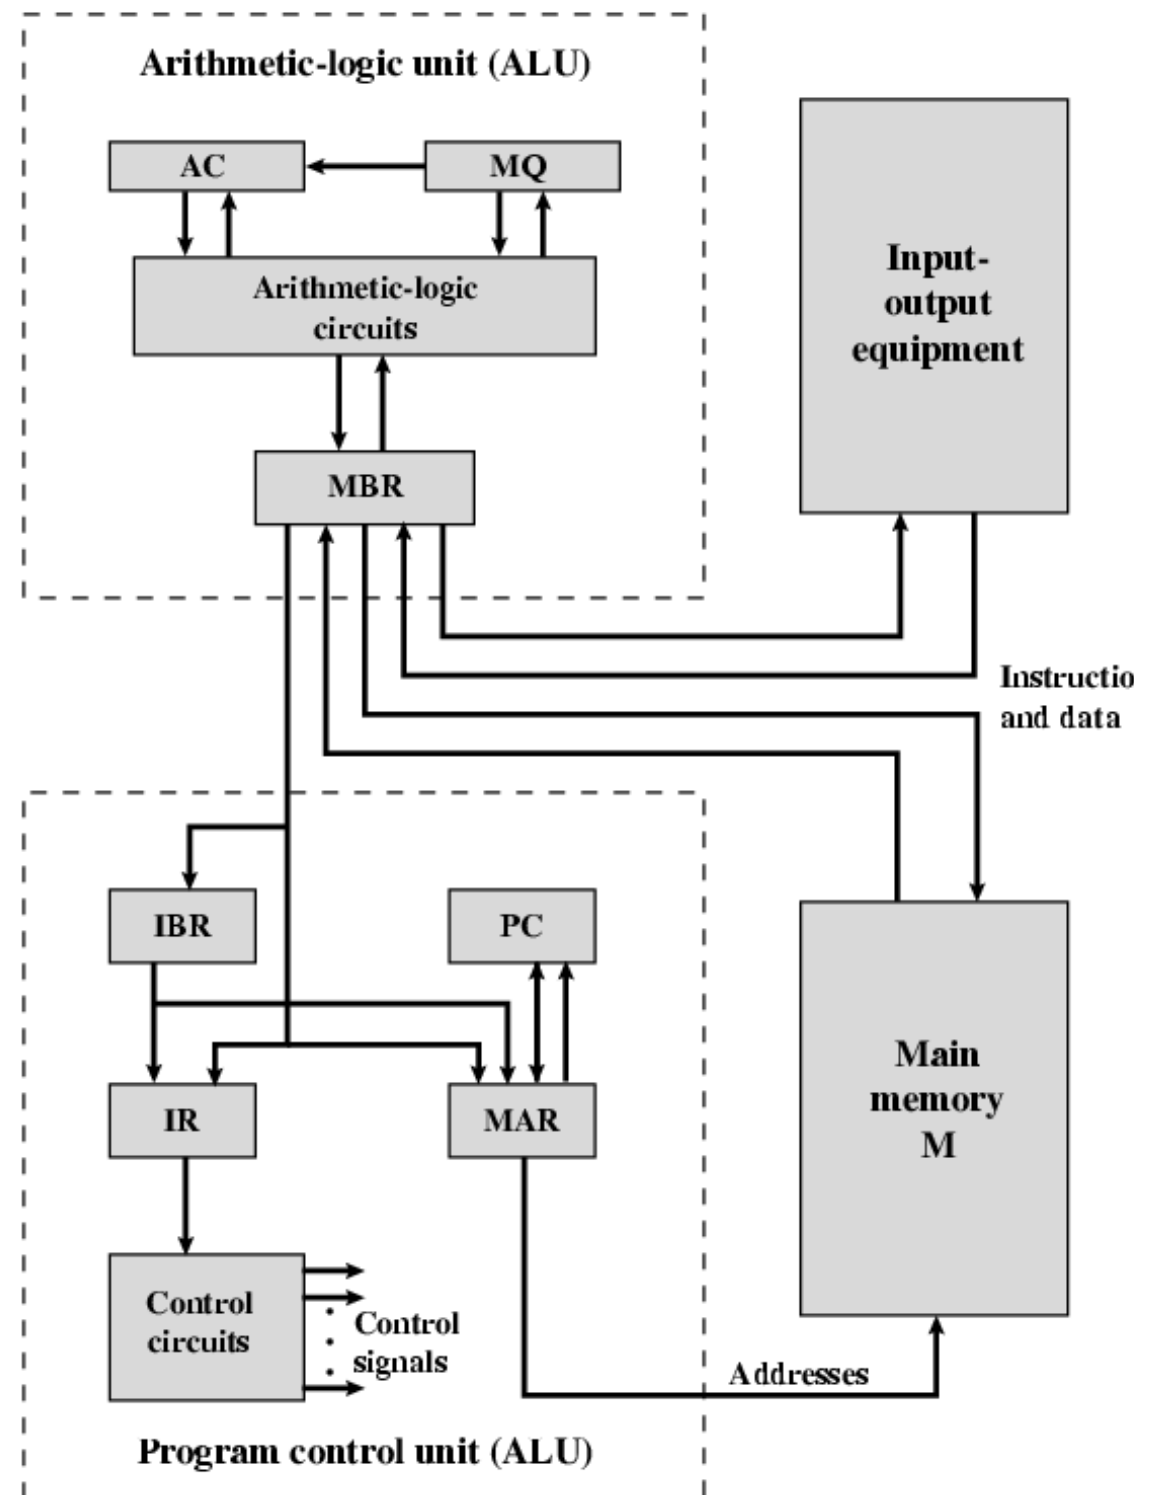 Arithmetic-logic unit (ALU)
AC
MQ
Arithmetic-logic
circuits
MBR
Input-
output
equipment
Instructio
and data
IBR
PC
IR
MAR
Main
memory
M
Control
circuits
Control
signals
Addresses
Program control unit (ALU)